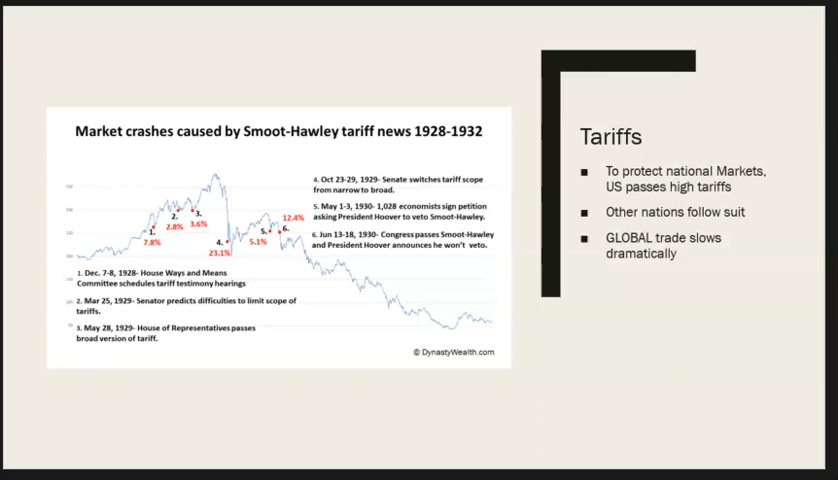 Market crashes caused by Smoot-Hawley tariff news 1928-1932
4. Oct 23-29, 1929- Senate switches tariff scope
from narrow to broad.
5. May 1-3, 1930- 1,028 economists sign petition
asking President Hoover to veto Smoot-Hawley.
6. Jun 13-18, 1930- Congress passes Smoot-Hawley
and President Hoover announces he won't veto.
1.
7.8%
2.
2.8%
3.
3.6%
4.
23.1%
5.
5.1%
12.4%
6.
1. Dec. 7-8, 1928- House Ways and Means
Committee schedules tariff testimony hearings
2. Mar 25, 1929- Senator predicts difficulties to limit scope of
tariffs.
3. May 28, 1929- House of Representatives passes
broad version of tariff.
© DynastyWealth.com
Tariffs
■ To protect national Markets,
US passes high tariffs
■ Other nations follow suit
■ GLOBAL trade slows
dramatically